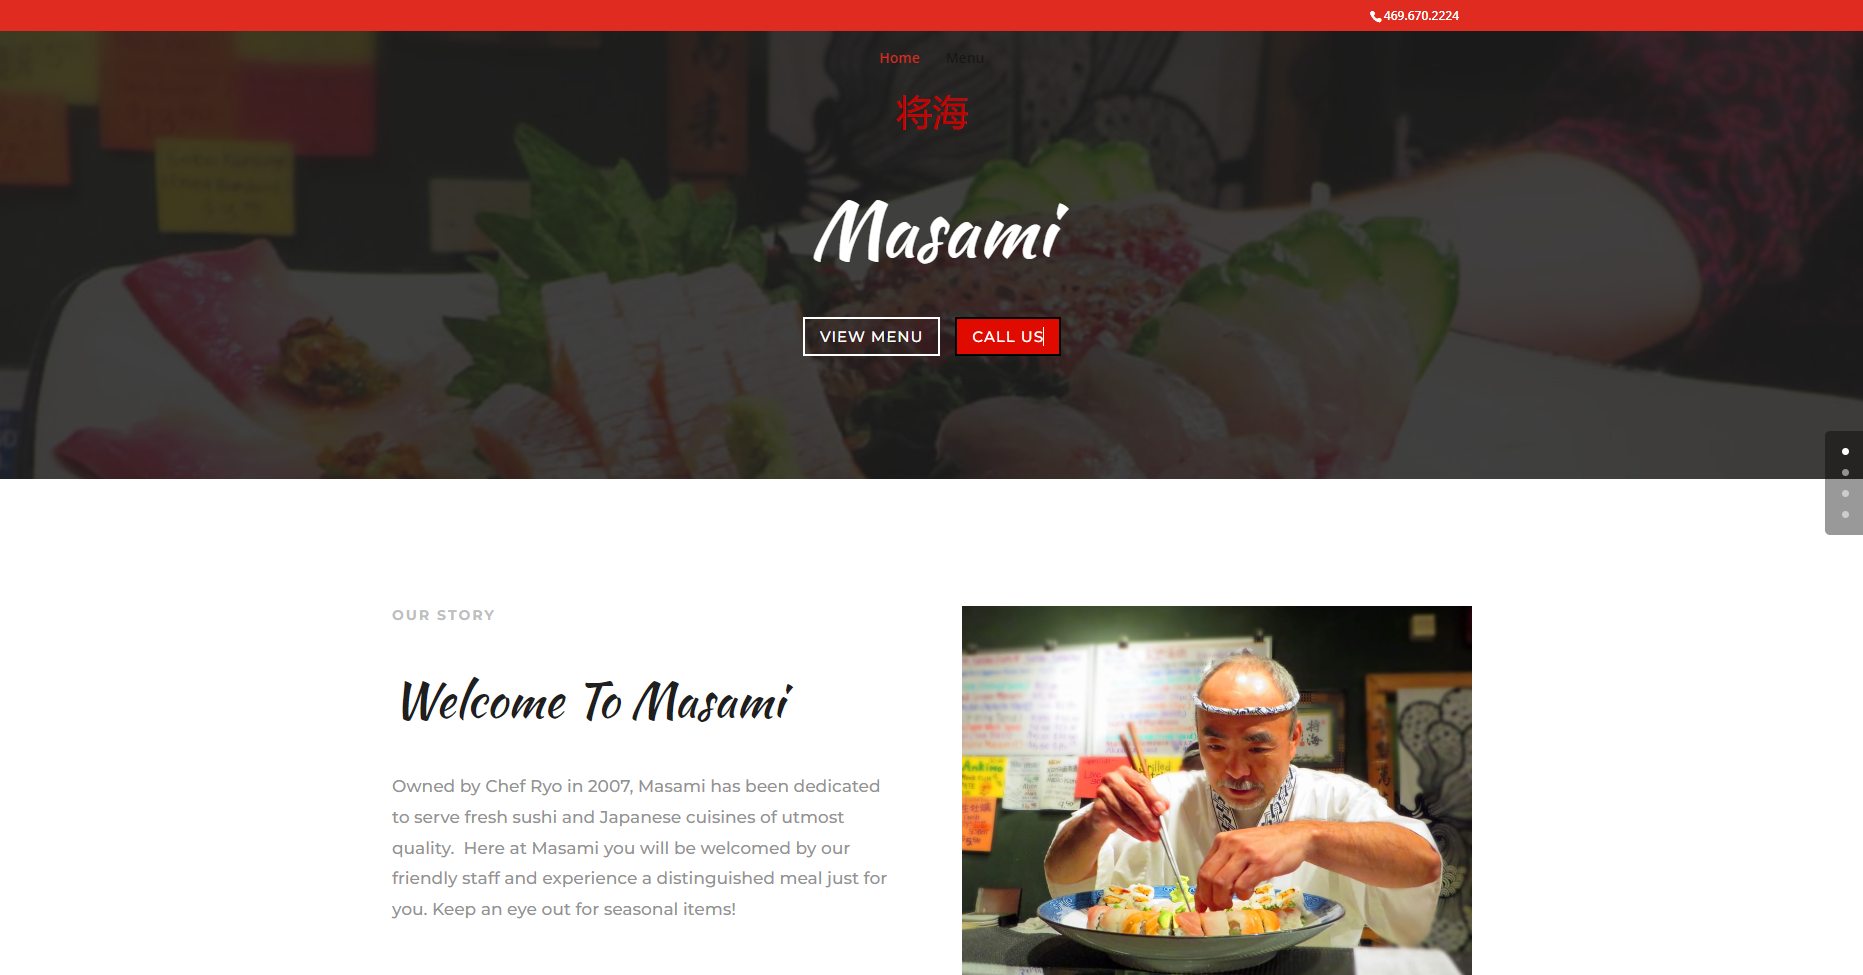 469.670.2224
Home Menu
将海
Masami
VIEW MENU CALL US
OUR STORY
Welcome To Masami
Owned by Chef Ryo in 2007, Masami has been dedicated
to serve fresh sushi and Japanese cuisines of utmost
quality.  Here at Masami you will be welcomed by our
friendly staff and experience a distinguished meal just for
you. Keep an eye out for seasonal items!
Ankimo
将海